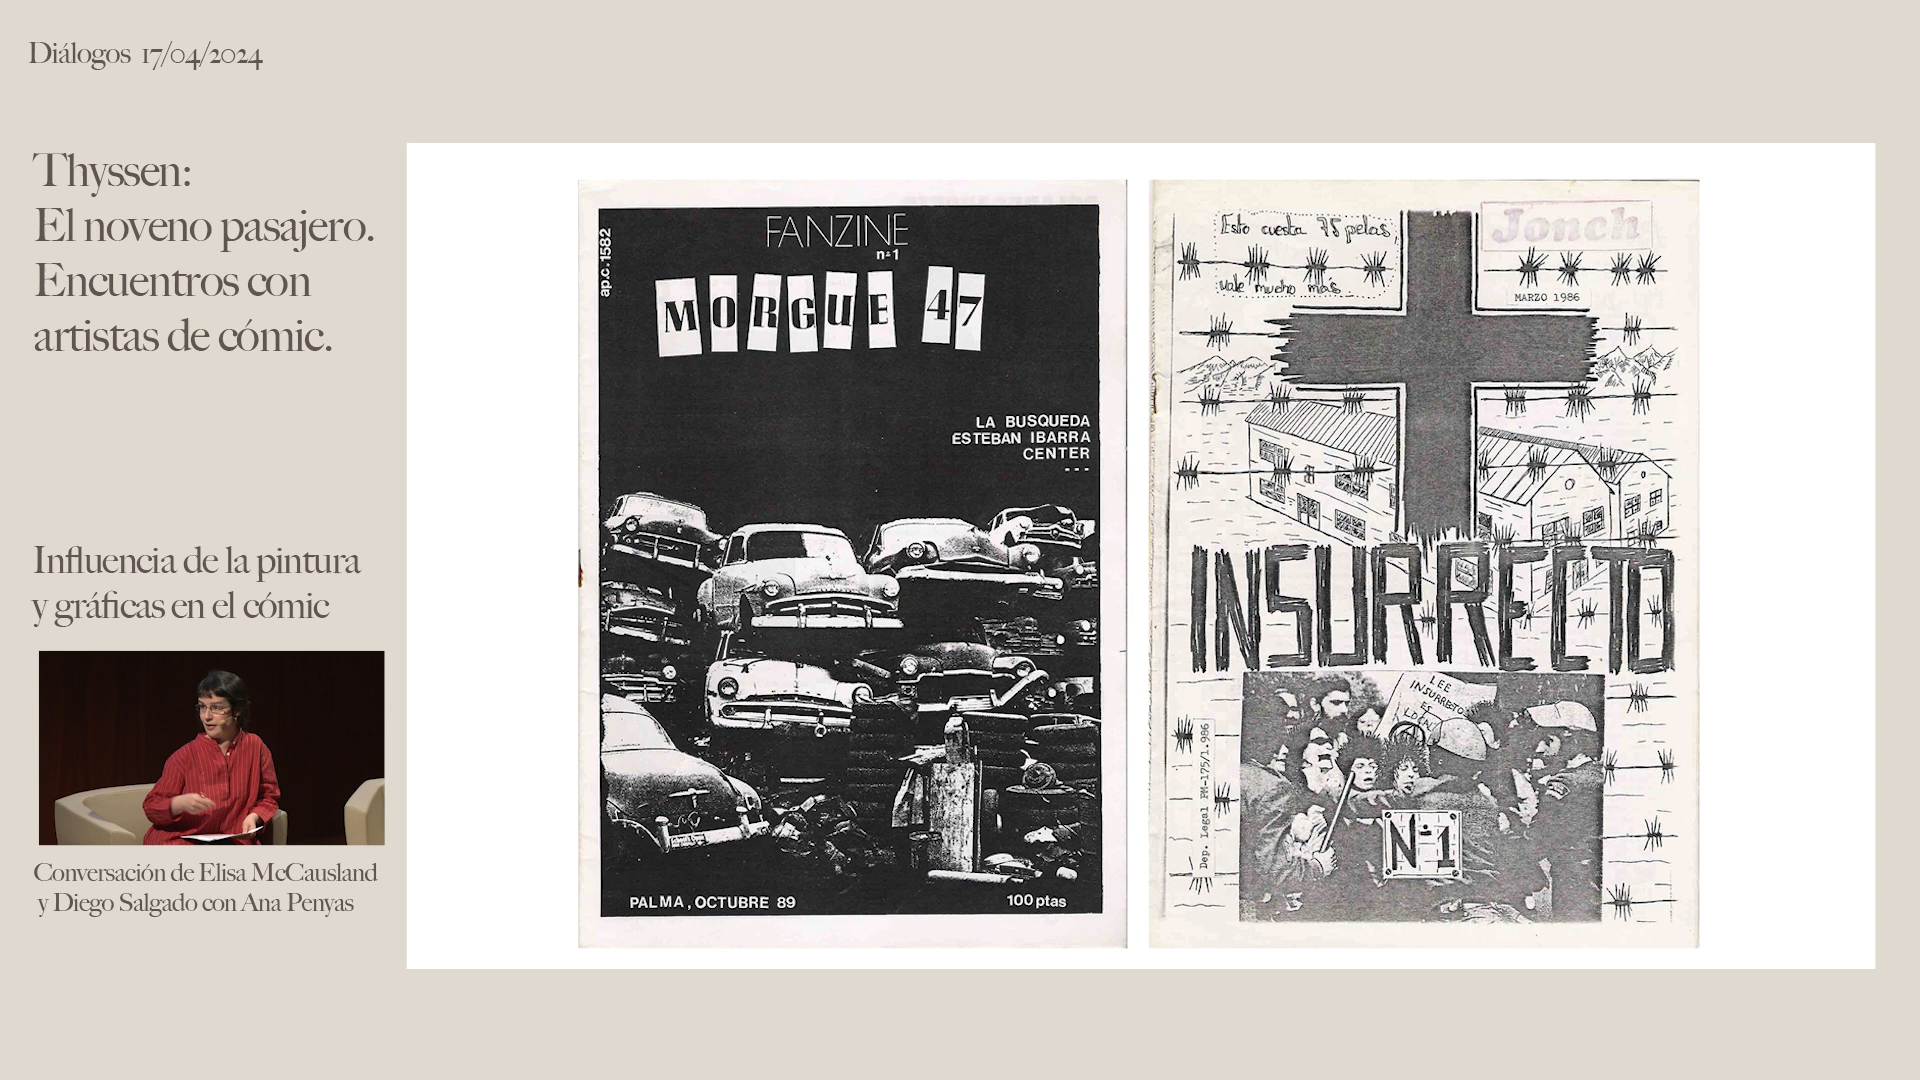 Diálogos 17/04/2024
Thyssen:
El noveno pasajero.
Encuentros con
artistas de cómic.
Influencia de la pintura
y gráficas en el cómic
Conversación de Elisa McCausland
y Diego Salgado con Ana Penyas
FANZINE
nº1
ap.c.1582
MORGUE 47
LA BUSQUEDA
ESTEBAN IBARRA
CENTER
---
PALMA, OCTUBRE 89
100 ptas
Esto cuesta 75 pelas
vale mucho más
Jonch
MARZO 1986
INSURRECTO
LEE
INSURRECTO
ES
LOCAL
Dep. Legal PM-175/1.986
Nº1